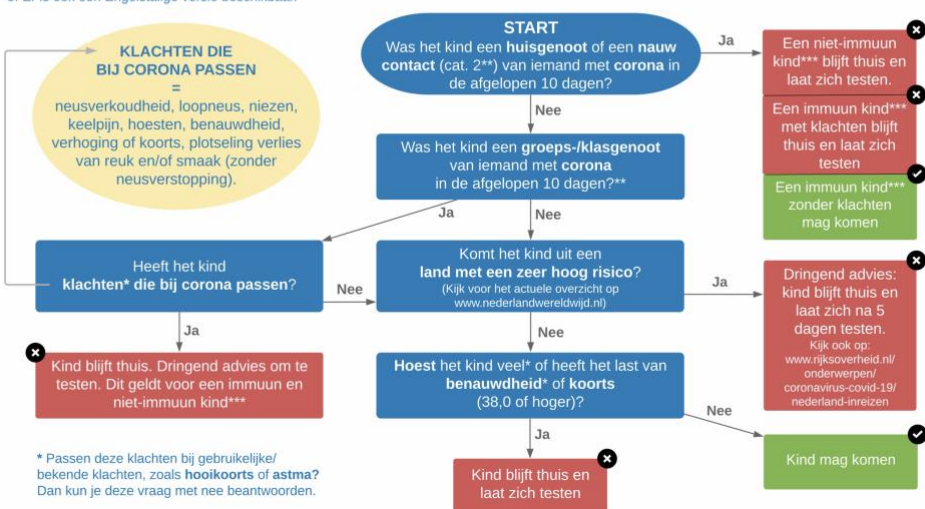 KLACHTEN DIE
BIJ CORONA PASSEN
=
neusverkoudheid, loopneus, niezen,
keelpijn, hoesten, benauwdheid,
verhoging of koorts, plotseling verlies
van reuk en/of smaak (zonder
neusverstopping).
START
Was het kind een huisgenoot of een nauw
contact (cat. 2**) van iemand met corona in
de afgelopen 10 dagen?
Ja
Een niet-immuun
kind*** blijft thuis en
laat zich testen.
Een immuun kind***
met klachten blijft
thuis en laat zich
testen
Een immuun kind***
zonder klachten
mag komen
Nee
Was het kind een groeps-/klasgenoot
van iemand met corona
in de afgelopen 10 dagen?**
Ja
Nee
Heeft het kind
klachten* die bij corona passen?
Nee
Komt het kind uit een
land met een zeer hoog risico?
(Kijk voor het actuele overzicht op
www.nederlandwereldwijd.nl)
Ja
Dringend advies:
kind blijft thuis en
laat zich na 5
dagen testen.
Kijk ook op:
www.rijksoverheid.nl/
onderwerpen/
coronavirus-covid-19/
nederland-inreizen
Ja
Kind blijft thuis. Dringend advies om te
testen. Dit geldt voor een immuun en
niet-immuun kind***
Nee
Hoest het kind veel* of heeft het last van
benauwdheid* of koorts
(38,0 of hoger)?
Nee
Kind mag komen
Ja
Kind blijft thuis en
laat zich testen
* Passen deze klachten bij gebruikelijke/
bekende klachten, zoals hooikoorts of astma?
Dan kun je deze vraag met nee beantwoorden.